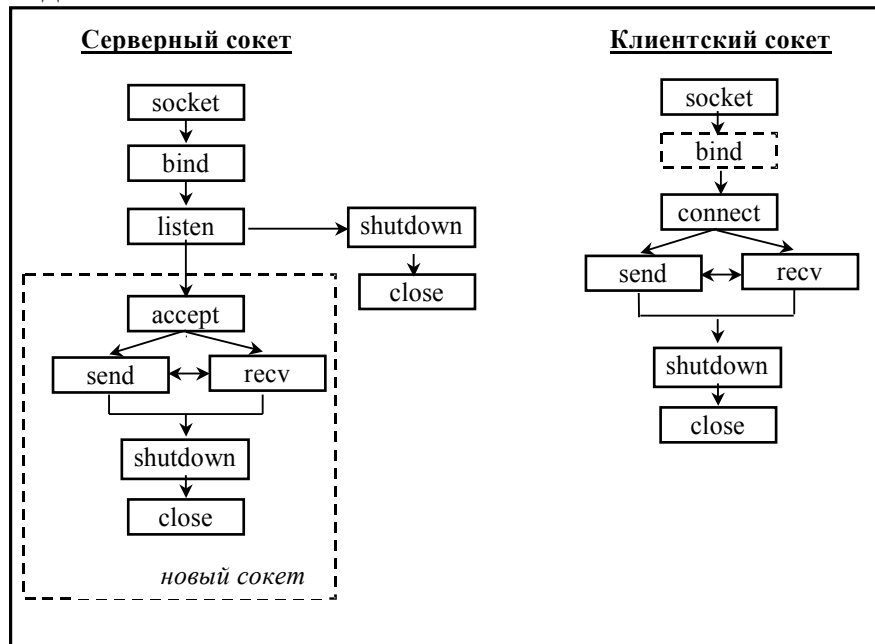 Серверный сокет
socket
bind
listen
shutdown
close
accept
send
recv
shutdown
close
новый сокет
Клиентский сокет
socket
bind
connect
send
recv
shutdown
close